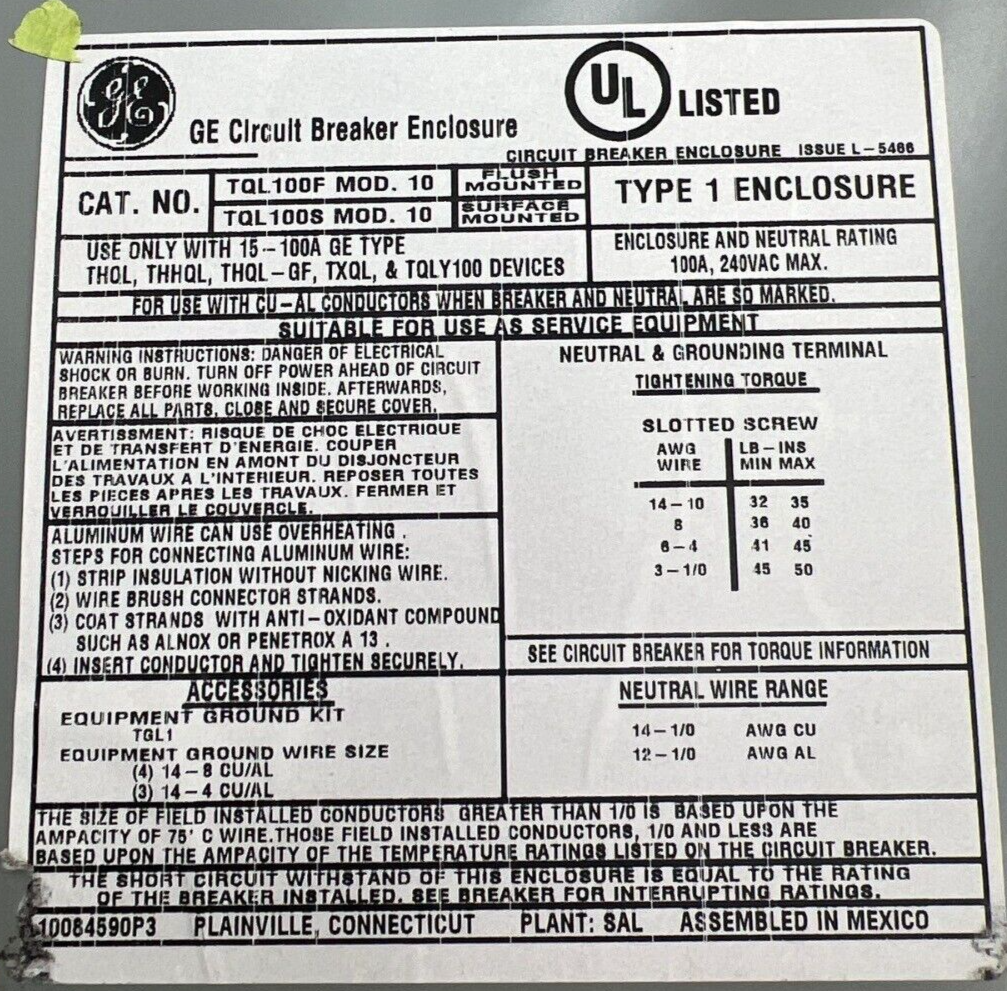 GE
GE Circuit Breaker Enclosure
UL LISTED
CIRCUIT BREAKER ENCLOSURE ISSUE L-5466
CAT. NO.
TQL100F MOD. 10 FLUSH MOUNTED
TQL100S MOD. 10 SURFACE MOUNTED
TYPE 1 ENCLOSURE
USE ONLY WITH 15-100A GE TYPE
THQL, THHQL, THQL-GF, TXQL, & TQLY100 DEVICES
ENCLOSURE AND NEUTRAL RATING
100A, 240VAC MAX.
FOR USE WITH CU-AL CONDUCTORS WHEN BREAKER AND NEUTRAL ARE SO MARKED.
SUITABLE FOR USE AS SERVICE EQUIPMENT
WARNING INSTRUCTIONS: DANGER OF ELECTRICAL
SHOCK OR BURN. TURN OFF POWER AHEAD OF CIRCUIT
BREAKER BEFORE WORKING INSIDE. AFTERWARDS,
REPLACE ALL PARTS, CLOSE AND SECURE COVER.
AVERTISSMENT: RISQUE DE CHOC ELECTRIQUE
ET DE TRANSFERT D'ENERGIE. COUPER
L'ALIMENTATION EN AMONT DU DISJONCTEUR
DES TRAVAUX A L'INTERIEUR. REPOSER TOUTES
LES PIECES APRES LES TRAVAUX. FERMER ET
VERROUILLER LE COUVERCLE.
ALUMINUM WIRE CAN USE OVERHEATING .
STEPS FOR CONNECTING ALUMINUM WIRE:
(1) STRIP INSULATION WITHOUT NICKING WIRE.
(2) WIRE BRUSH CONNECTOR STRANDS.
(3) COAT STRANDS WITH ANTI-OXIDANT COMPOUND
SUCH AS ALNOX OR PENETROX A 13 .
(4) INSERT CONDUCTOR AND TIGHTEN SECURELY.
NEUTRAL & GROUNDING TERMINAL
TIGHTENING TORQUE
SLOTTED SCREW
AWG LB-INS
WIRE MIN MAX
14-10 32 35
8 36 40
6-4 41 45
3-1/0 45 50
SEE CIRCUIT BREAKER FOR TORQUE INFORMATION
ACCESSORIES
EQUIPMENT GROUND KIT
TGL1
EQUIPMENT GROUND WIRE SIZE
(4) 14-8 CU/AL
(3) 14-4 CU/AL
NEUTRAL WIRE RANGE
14-1/0 AWG CU
12-1/0 AWG AL
THE SIZE OF FIELD INSTALLED CONDUCTORS GREATER THAN 1/0 IS BASED UPON THE
AMPACITY OF 75' C WIRE.THOSE FIELD INSTALLED CONDUCTORS, 1/0 AND LESS ARE
BASED UPON THE AMPACITY OF THE TEMPERATURE RATINGS LISTED ON THE CIRCUIT BREAKER.
THE SHORT CIRCUIT WITHSTAND OF THIS ENCLOSURE IS EQUAL TO THE RATING
OF THE BREAKER INSTALLED. SEE BREAKER FOR INTERRUPTING RATINGS.
10084590P3 PLAINVILLE, CONNECTICUT PLANT: SAL ASSEMBLED IN MEXICO